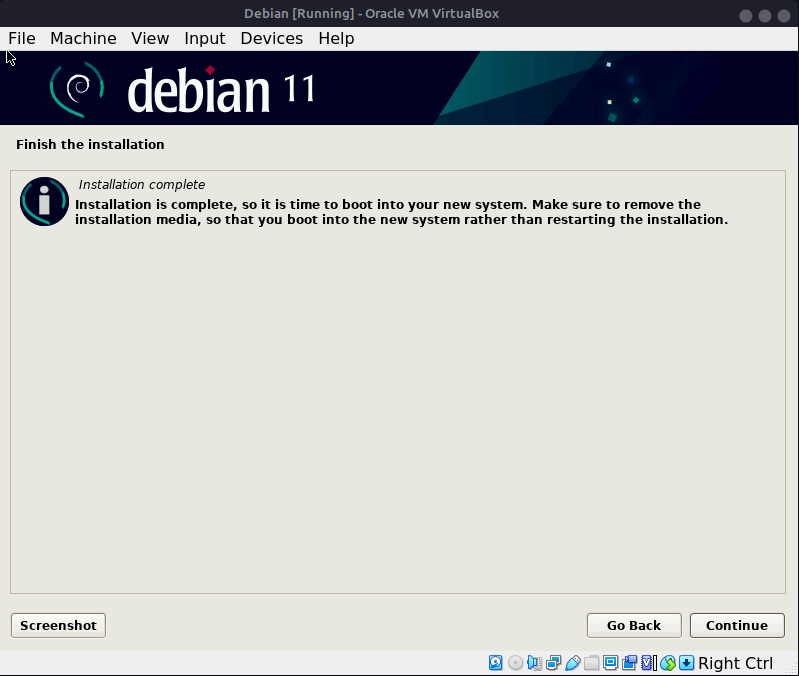 Debian [Running] - Oracle VM VirtualBox
File Machine View Input Devices Help
debian 11
Finish the installation
Installation complete
Installation is complete, so it is time to boot into your new system. Make sure to remove the
installation media, so that you boot into the new system rather than restarting the installation.
Screenshot
Go Back
Continue
Right Ctrl